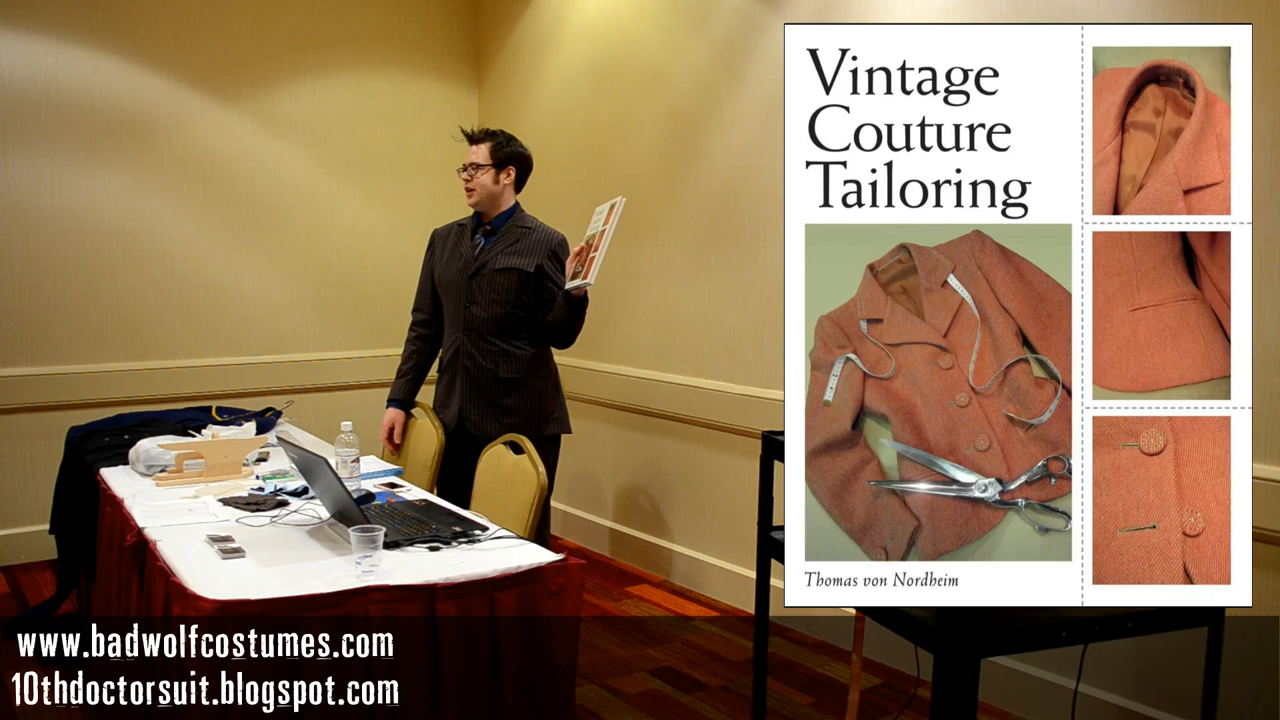 Vintage
Couture
Tailoring
Thomas von Nordheim
www.badwolfcostumes.com
10thdoctorsuit.blogspot.com